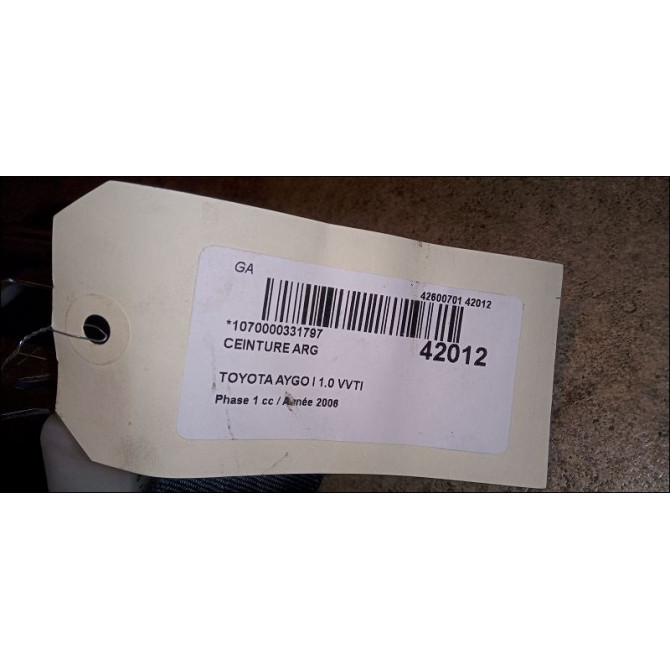 GA
42600701 42012
*1070000331797
CEINTURE ARG
42012
TOYOTA AYGO I 1.0 VVTI
Phase 1 cc / Année 2006